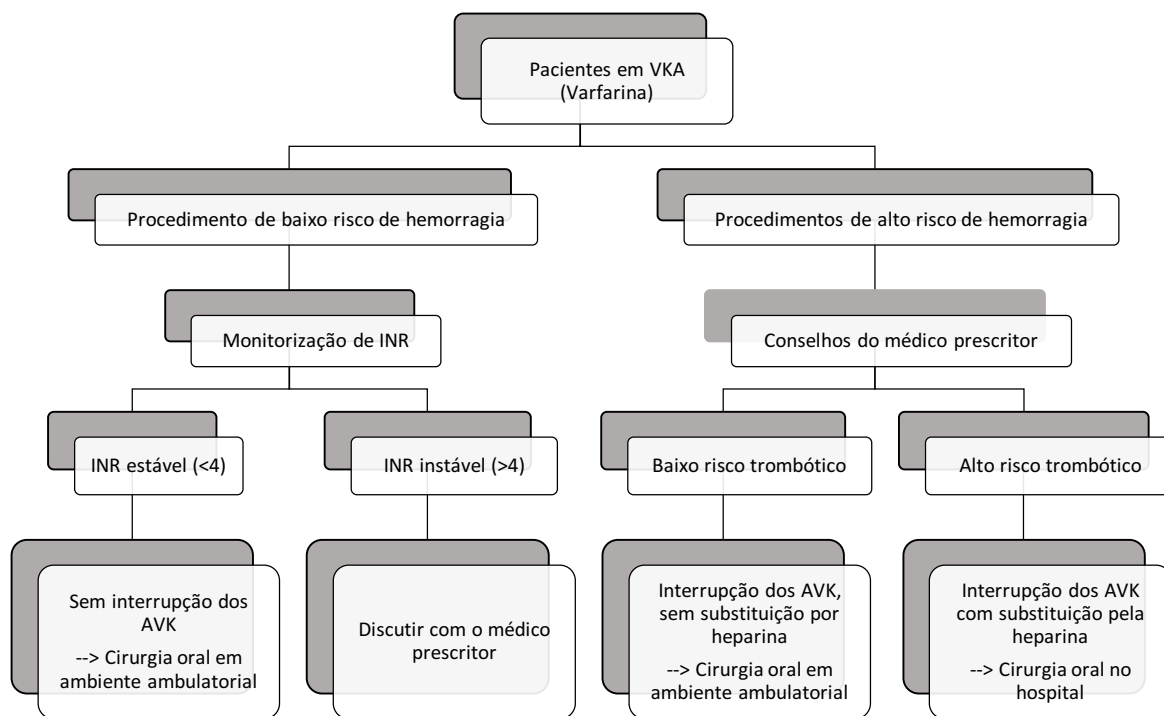 Pacientes em VKA
(Varfarina)
Procedimento de baixo risco de hemorragia
Procedimentos de alto risco de hemorragia
Monitorização de INR
Conselhos do médico prescritor
INR estável (<4)
INR instável (>4)
Baixo risco trombótico
Alto risco trombótico
Sem interrupção dos
AVK
--> Cirurgia oral em
ambiente ambulatorial
Discutir com o médico
prescritor
Interrupção dos AVK,
sem substituição por
heparina
--> Cirurgia oral em
ambiente ambulatorial
Interrupção dos AVK
com substituição pela
heparina
--> Cirurgia oral no
hospital